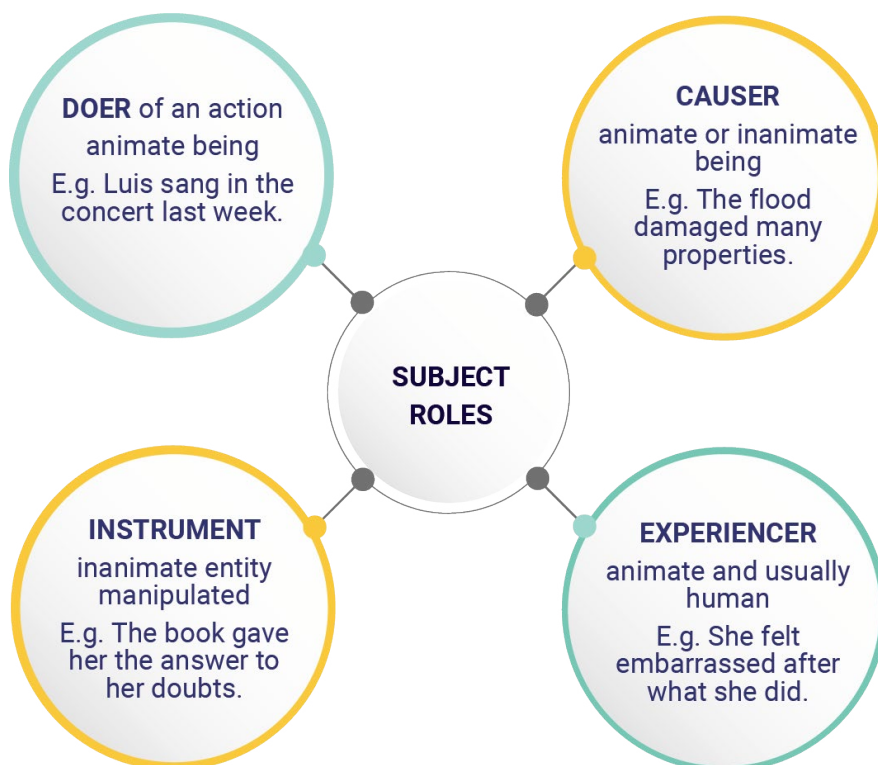 DOER of an action
animate being
E.g. Luis sang in the
concert last week.
CAUSER
animate or inanimate
being
E.g. The flood
damaged many
properties.
SUBJECT
ROLES
INSTRUMENT
inanimate entity
manipulated
E.g. The book gave
her the answer to
her doubts.
EXPERIENCER
animate and usually
human
E.g. She felt
embarrassed after
what she did.